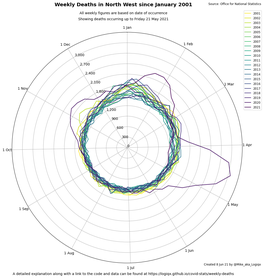 Weekly Deaths in North West since January 2001
Source: Office for National Statistics
All weekly figures are based on date of occurrence
Showing deaths occurring up to Friday 21 May 2021
1 Jan
1 Feb
1 Mar
1 Apr
1 May
1 Jun
1 Jul
1 Aug
1 Sep
1 Oct
1 Nov
1 Dec
3,000
2,700
2,400
2,100
1,800
900
600
300
0
2001
2002
2003
2004
2005
2006
2007
2008
2009
2010
2011
2012
2013
2014
2015
2016
2017
2018
2019
2020
2021
A detailed explanation along with a link to the code and data can be found at https://logiqx.github.io/covid-stats/weekly-deaths